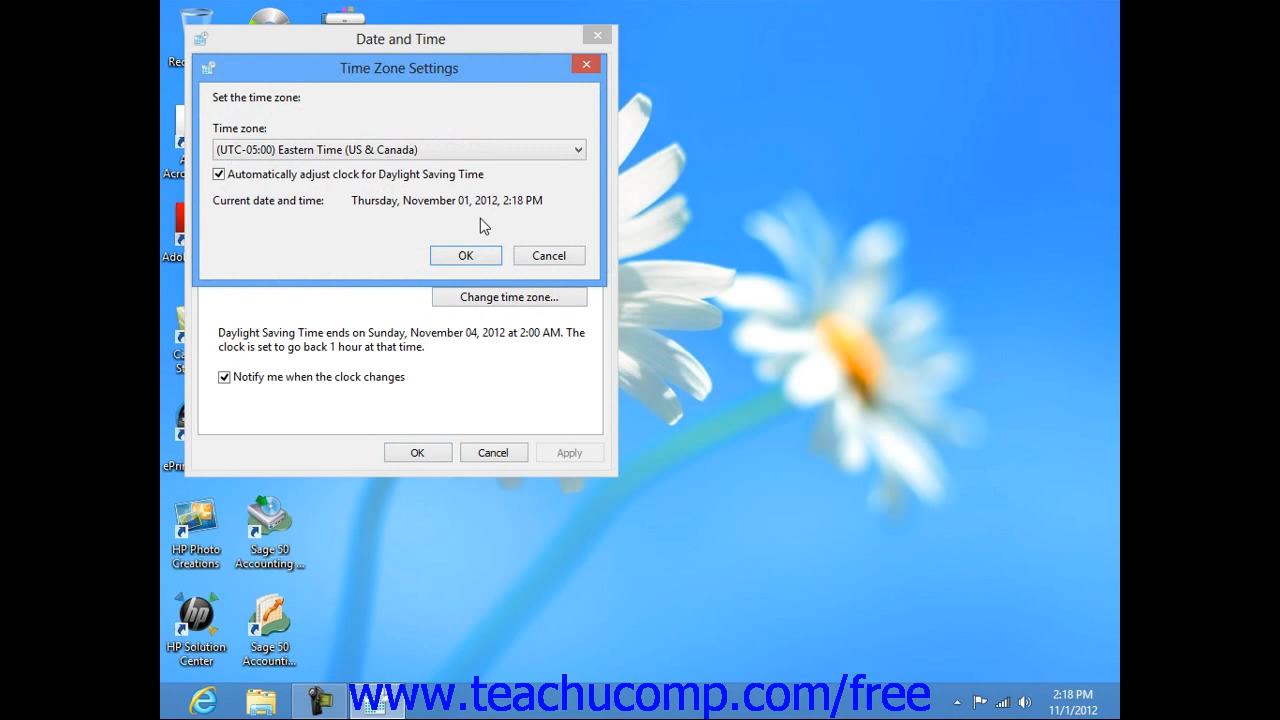 Date and Time
Time Zone Settings
Set the time zone:
Time zone:
(UTC-05:00) Eastern Time (US & Canada)
Automatically adjust clock for Daylight Saving Time
Current date and time: Thursday, November 01, 2012, 2:18 PM
OK Cancel
Change time zone...
Daylight Saving Time ends on Sunday, November 04, 2012 at 2:00 AM. The
clock is set to go back 1 hour at that time.
Notify me when the clock changes
OK Cancel Apply
HP Photo
Creations
Sage 50
Accounting ...
hp
HP Solution
Center
Sage 50
Accounti...
www.teachucomp.com/free
2:18 PM
11/1/2012